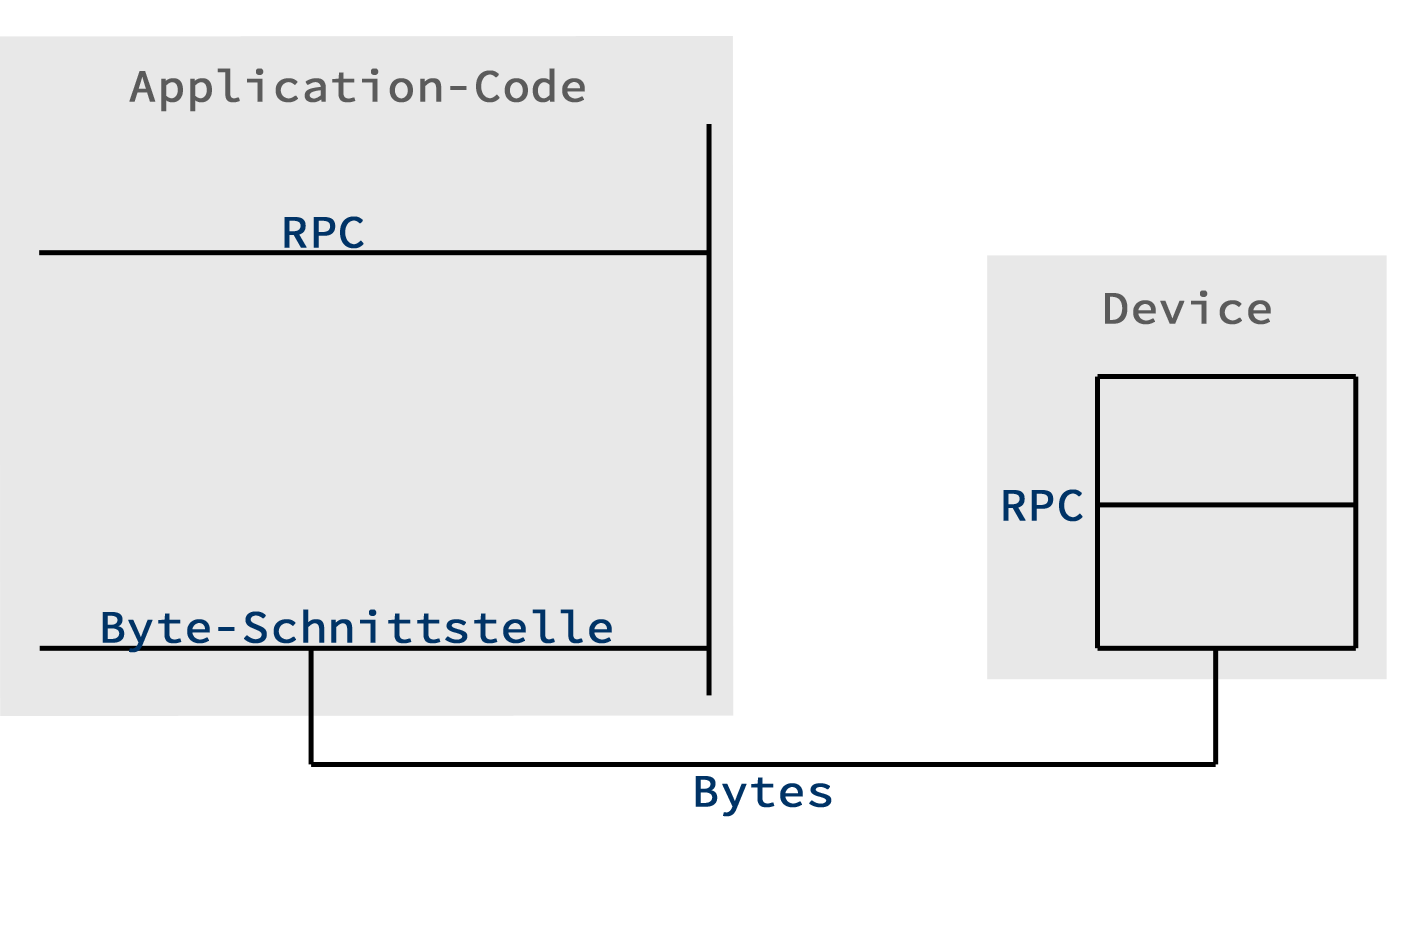 Application-Code
RPC
Device
RPC
Byte-Schnittstelle
Bytes